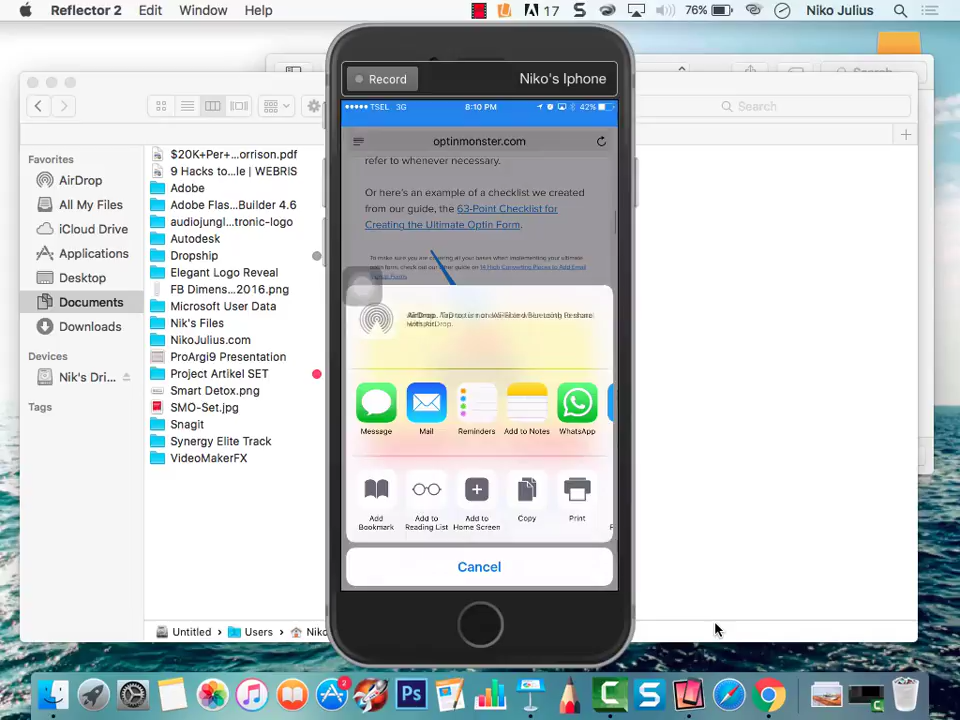 Reflector 2 Edit Window Help 17 76% Niko Julius
Record Niko's Iphone
TSEL 3G 8:10 PM 42%
optinmonster.com
Search
refer to whenever necessary.
Or here's an example of a checklist we created
from our guide, the 63-Point Checklist for
Creating the Ultimate Optin Form.
AirDrop.
Message Mail Reminders Add to Notes WhatsApp
Add Bookmark
Add to Reading List
Add to Home Screen
Copy
Print
Cancel
Favorites
AirDrop
All My Files
iCloud Drive
Applications
Desktop
Documents
Downloads
Devices
Nik's Dri...
Tags
$20K+Per+...orrison.pdf
9 Hacks to...le | WEBRIS
Adobe
Adobe Flas...Builder 4.6
audiojungl...tronic-logo
Autodesk
Dropship
Elegant Logo Reveal
FB Dimens...2016.png
Microsoft User Data
Nik's Files
NikoJulius.com
ProArgi9 Presentation
Project Artikel SET
Smart Detox.png
SMO-Set.jpg
Snagit
Synergy Elite Track
VideoMakerFX
Untitled Users Niko
2
Ps